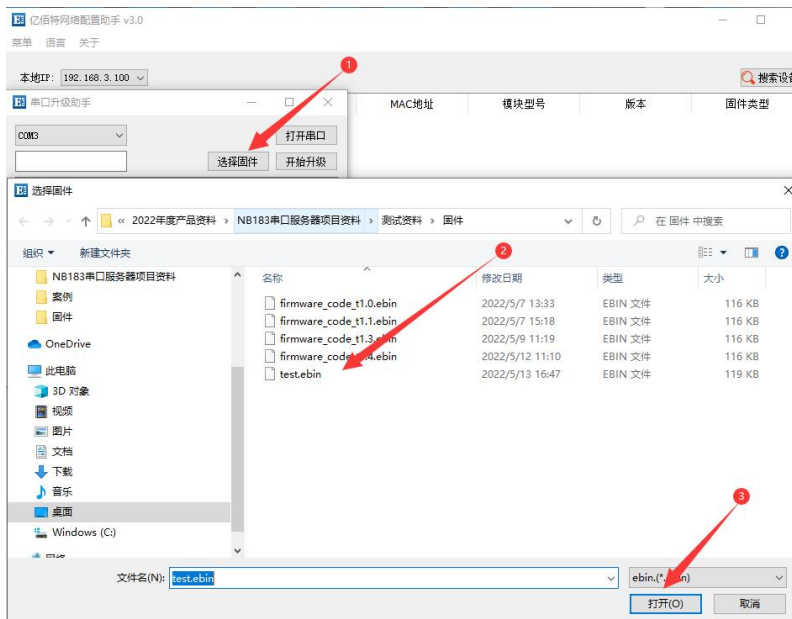 亿佰特网络配置助手 v3.0
菜单 语言 关于
本地IP: 192.168.3.100
1
搜索设
串口升级助手
MAC地址 模块型号 版本 固件类型
COM3 打开串口
选择固件 开始升级
选择固件
« 2022年度产品资料 › NB183串口服务器项目资料 › 测试资料 › 固件
在 固件 中搜索
组织 新建文件夹
2
NB183串口服务器项目资料
案例
固件
OneDrive
此电脑
3D 对象
视频
图片
文档
下载
音乐
桌面
Windows (C:)
网络
名称 修改日期 类型 大小
firmware_code_t1.0.ebin 2022/5/7 13:33 EBIN 文件 116 KB
firmware_code_t1.1.ebin 2022/5/7 15:18 EBIN 文件 116 KB
firmware_code_t1.3.ebin 2022/5/9 11:19 EBIN 文件 116 KB
firmware_code 4.ebin 2022/5/12 11:10 EBIN 文件 116 KB
test.ebin 2022/5/13 16:47 EBIN 文件 119 KB
3
文件名(N): test.ebin
打开(O) 取消